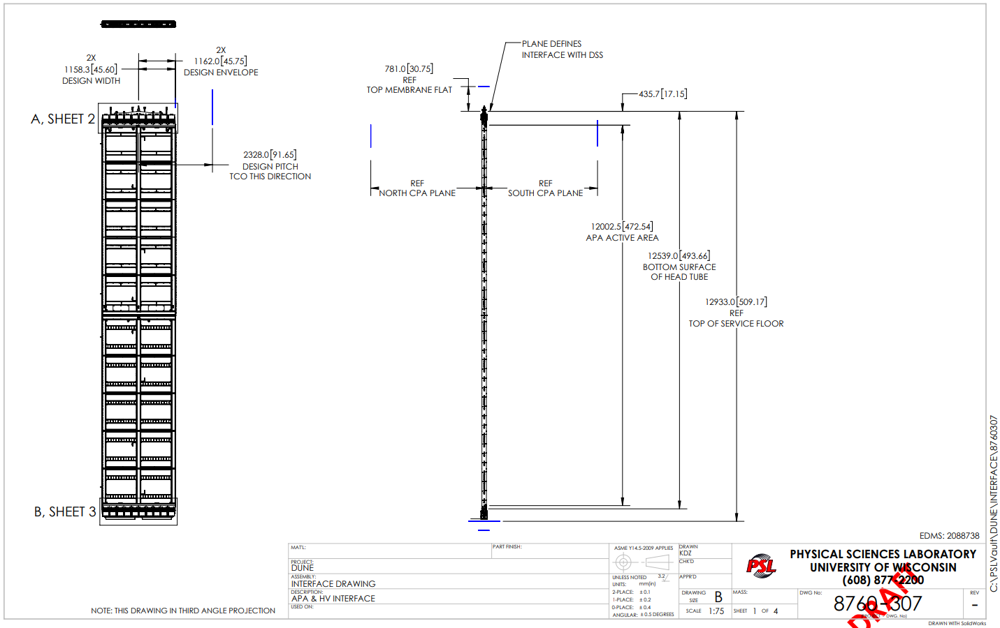 2X
1162.0[45.75]
DESIGN ENVELOPE
2X
1158.3[45.60]
DESIGN WIDTH
A, SHEET 2
2328.0[91.65]
DESIGN PITCH
TCO THIS DIRECTION
B, SHEET 3
PLANE DEFINES
INTERFACE WITH DSS
781.0[30.75]
REF
TOP MEMBRANE FLAT
435.7[17.15]
REF
NORTH CPA PLANE
REF
SOUTH CPA PLANE
12002.5[472.54]
APA ACTIVE AREA
12539.0[493.66]
BOTTOM SURFACE
OF HEAD TUBE
12933.0[509.17]
REF
TOP OF SERVICE FLOOR
C:\PSLVault\DUNE\INTERFACE\8760307
EDMS: 2088738
NOTE: THIS DRAWING IN THIRD ANGLE PROJECTION
MAT'L:
PART FINISH:
PROJECT:
DUNE
ASSEMBLY:
INTERFACE DRAWING
DESCRIPTION:
APA & HV INTERFACE
USED ON:
ASME Y14.5-2009 APPLIES
UNLESS NOTED 3.2
UNITS: mm(in)
2-PLACE: ± 0.1
1-PLACE: ± 0.2
0-PLACE: ± 0.4
ANGULAR: ± 0.5 DEGREES
DRAWN
KDZ
CHK'D
APPR'D
DRAWING
SIZE B
SCALE 1:75
PSL
PHYSICAL SCIENCES LABORATORY
UNIVERSITY OF WISCONSIN
(608) 877-2200
MASS:
SHEET 1 OF 4
DWG No:
8760-307
(PROJECT - DWG. No)
REV
-
DRAFT
DRAWN WITH SolidWorks